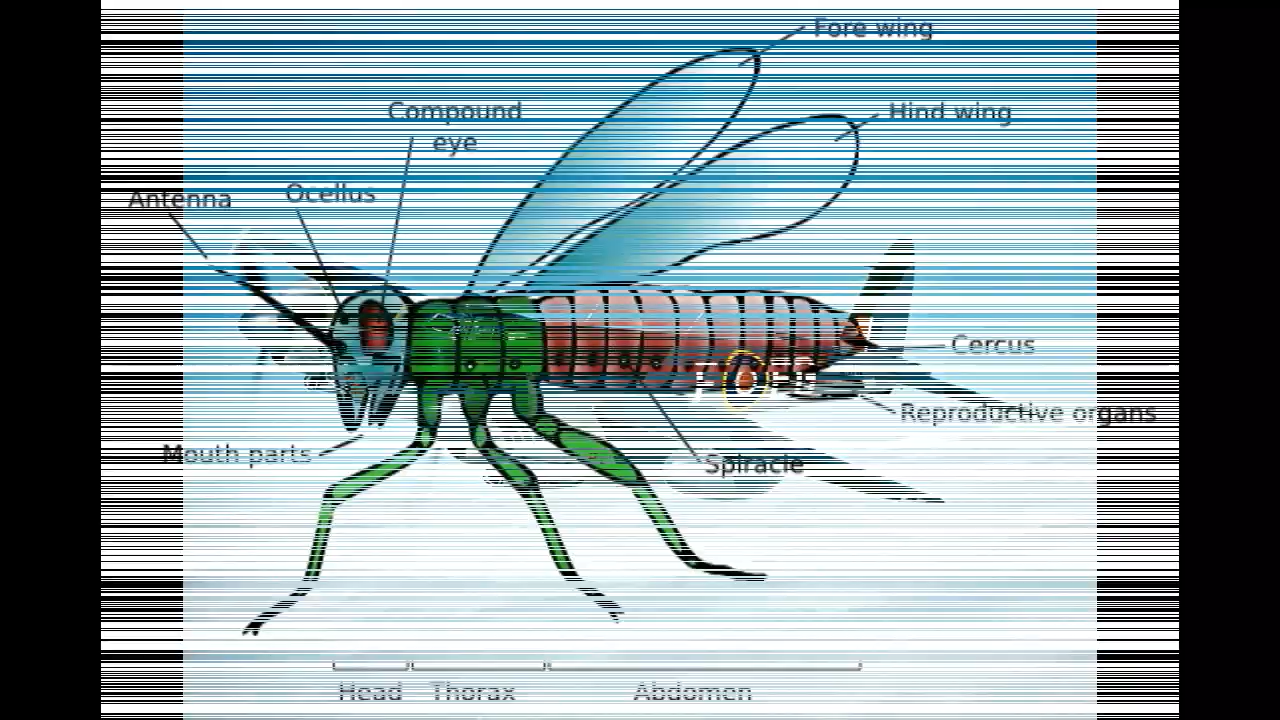 Fore wing
Compound
eye
Hind wing
Antenna
Ocellus
Cercus
Reproductive organs
Mouth parts
Spiracle
Head
Thorax
Abdomen